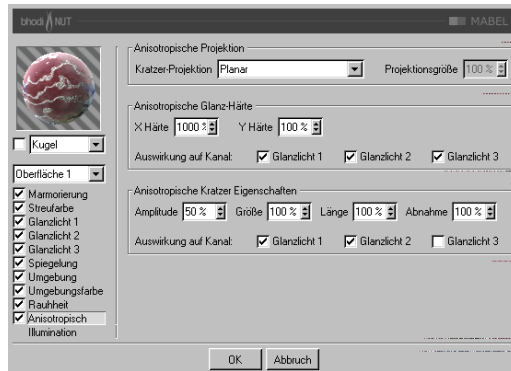 bhodi NUT
MABEL
Anisotropische Projektion
Kratzer-Projektion Planar Projektionsgröße 100 %
Anisotropische Glanz-Härte
X Härte 1000 % Y Härte 100 %
Auswirkung auf Kanal: Glanzlicht 1 Glanzlicht 2 Glanzlicht 3
Anisotropische Kratzer Eigenschaften
Amplitude 50 % Größe 100 % Länge 100 % Abnahme 100 %
Auswirkung auf Kanal: Glanzlicht 1 Glanzlicht 2 Glanzlicht 3
Kugel
Oberfläche 1
Marmorierung
Streufarbe
Glanzlicht 1
Glanzlicht 2
Glanzlicht 3
Spiegelung
Umgebung
Umgebungsfarbe
Rauhheit
Anisotropisch
Illumination
OK Abbruch